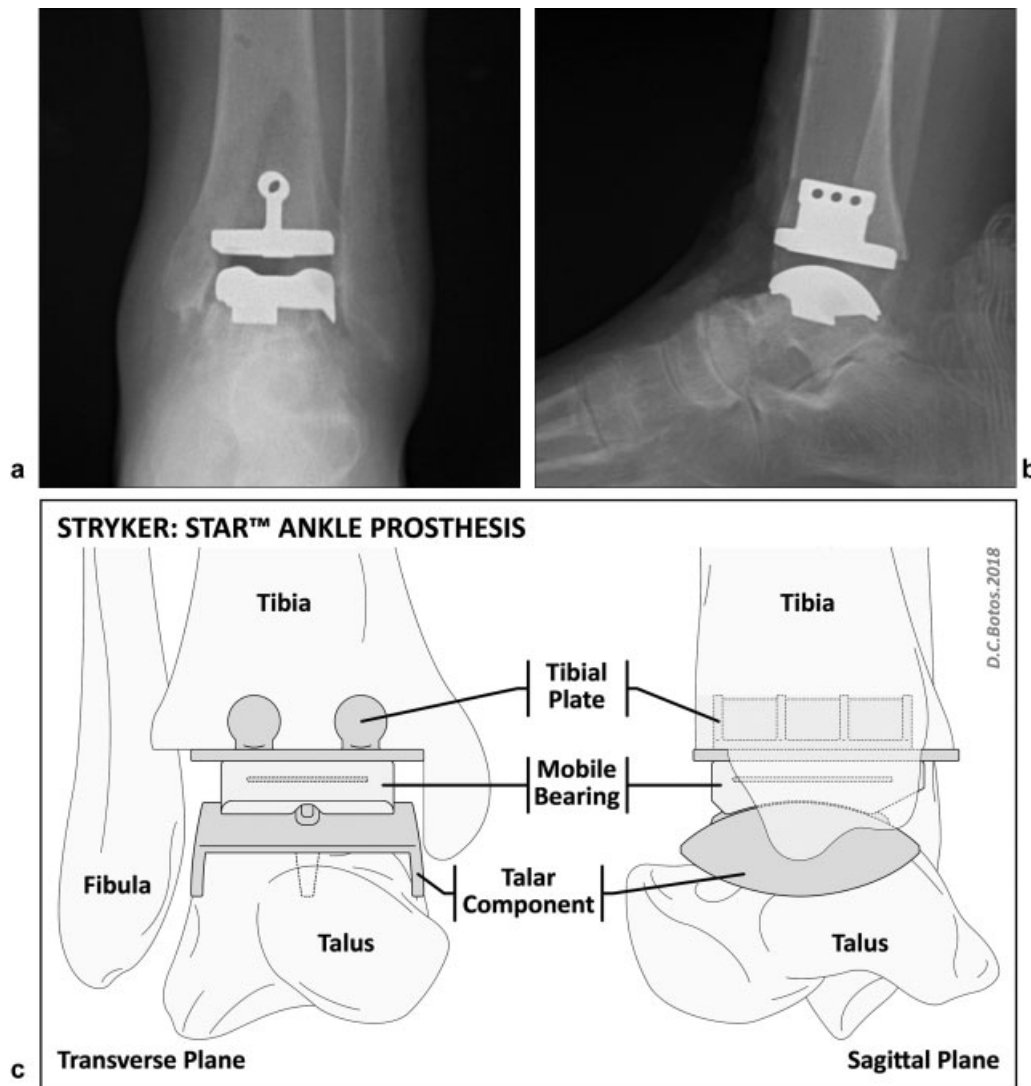 a
b
STRYKER: STAR™ ANKLE PROSTHESIS
D.C.Botos.2018
Tibia
Tibia
Tibial
Plate
Mobile
Bearing
Fibula
Talar
Component
Talus
Talus
c
Transverse Plane
Sagittal Plane